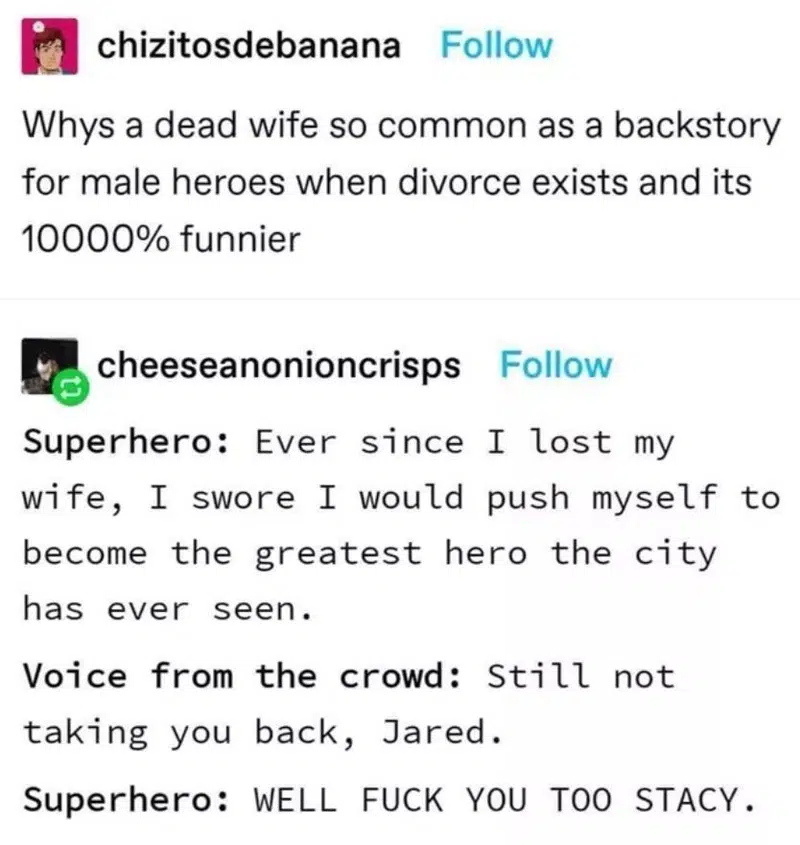 chizitosdebanana Follow
Whys a dead wife so common as a backstory
for male heroes when divorce exists and its
10000% funnier
cheeseanonioncrisps Follow
Superhero: Ever since I lost my
wife, I swore I would push myself to
become the greatest hero the city
has ever seen.
Voice from the crowd: Still not
taking you back, Jared.
Superhero: WELL FUCK YOU TOO STACY.